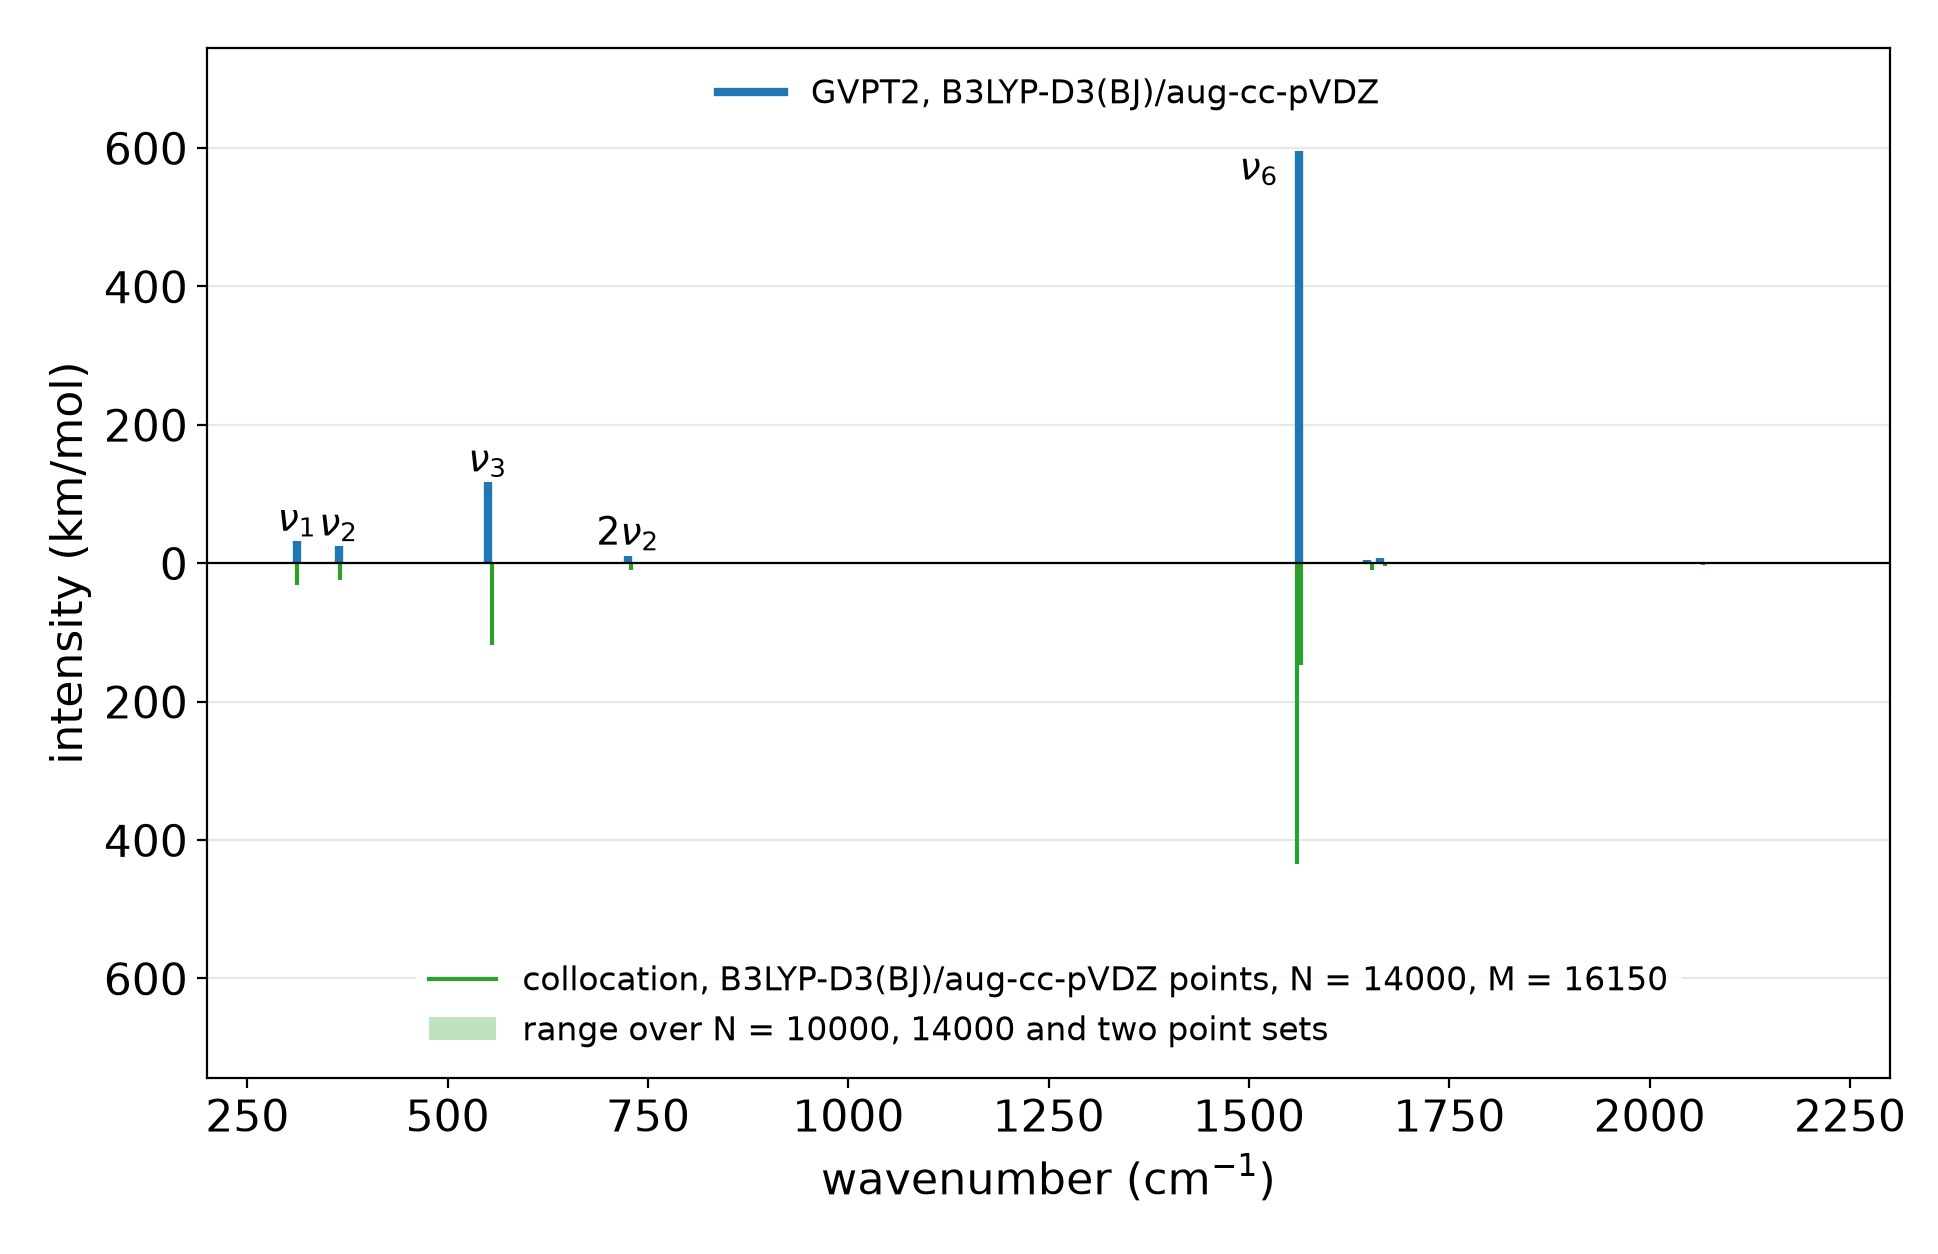 GVPT2, B3LYP-D3(BJ)/aug-cc-pVDZ
600
ν₆
400
200
ν₃
ν₁ ν₂
2ν₂
0
200
400
600
intensity (km/mol)
collocation, B3LYP-D3(BJ)/aug-cc-pVDZ points, N = 14000, M = 16150
range over N = 10000, 14000 and two point sets
250 500 750 1000 1250 1500 1750 2000 2250
wavenumber (cm⁻¹)